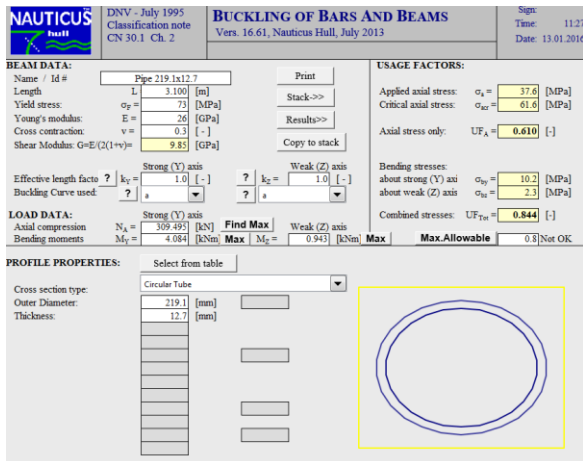 NAUTICUS
hull
DNV - July 1995
Classification note
CN 30.1 Ch. 2
BUCKLING OF BARS AND BEAMS
Vers. 16.61, Nauticus Hull, July 2013
Sign:
Time: 11:27
Date: 13.01.2016
BEAM DATA:
Name / Id # Pipe 219.1x12.7
Length L 3.100 [m]
Yield stress: σF = 73 [MPa]
Young's modulus: E = 26 [GPa]
Cross contraction: ν = 0.3 [ - ]
Shear Modulus: G=E/(2(1+ν)= 9.85 [GPa]
Print
Stack->>
Results>>
Copy to stack
Strong (Y) axis Weak (Z) axis
Effective length facto ? kY = 1.0 [ - ] ? kZ = 1.0 [ - ]
Buckling Curve used: ? a ? a
LOAD DATA: Strong (Y) axis
Axial compression NA = 309.495 [kN] Find Max Weak (Z) axis
Bending moments MY = 4.084 [kNm] Max MZ = 0.943 [kNm] Max
USAGE FACTORS:
Applied axial stress: σa = 37.6 [MPa]
Critical axial stress: σacr = 61.6 [MPa]
Axial stress only: UFA = 0.610 [-]
Bending stresses:
about strong (Y) axi σby = 10.2 [MPa]
about weak (Z) axis σbz = 2.3 [MPa]
Combined stresses: UFTot = 0.844 [-]
Max.Allowable 0.8 Not OK
PROFILE PROPERTIES: Select from table
Cross section type: Circular Tube
Outer Diameter: 219.1 [mm]
Thickness: 12.7 [mm]